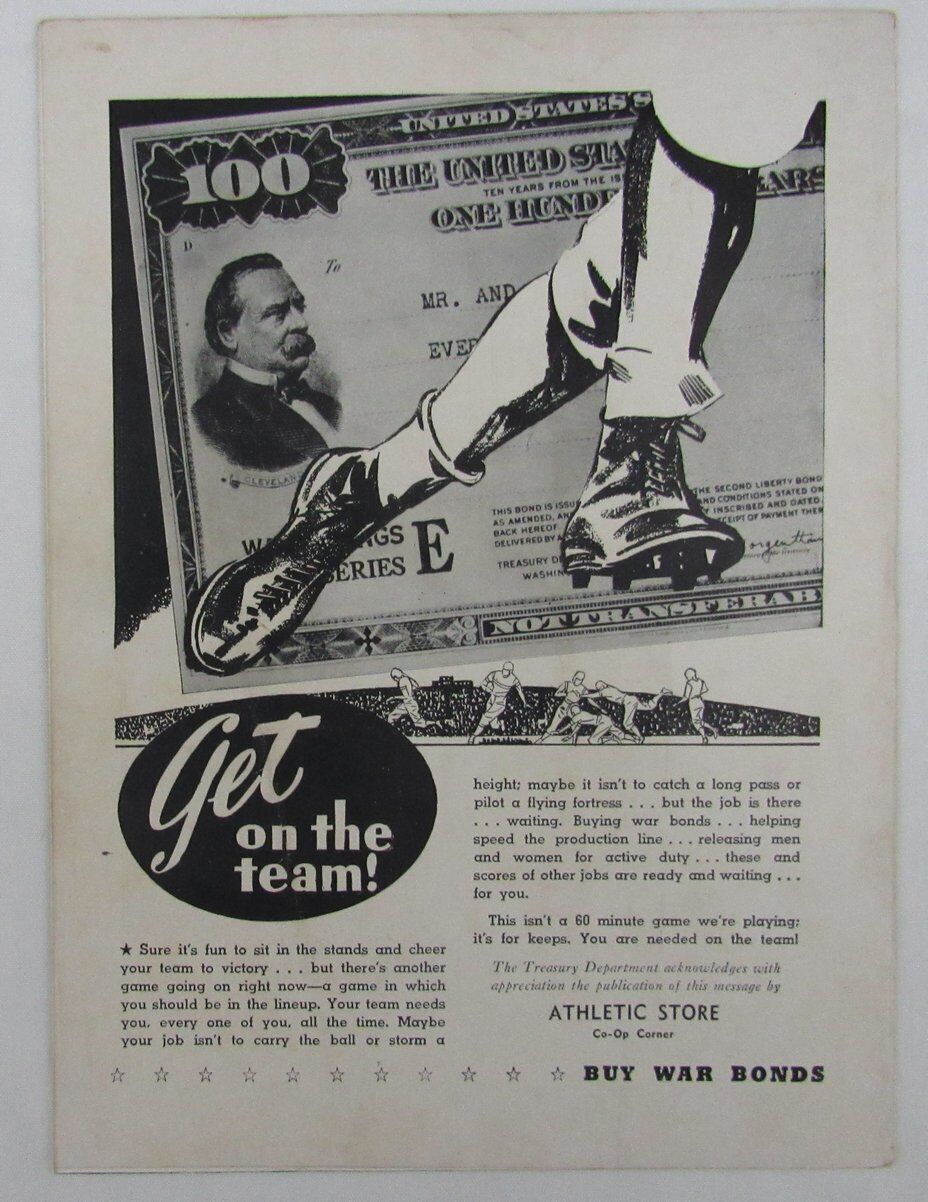 UNITED STATES S
100
THE UNITED STA
TEN YEARS FROM THE IS
ARS
ONE HUND
D
To
MR. AND
EVER
CLEVELAN
THIS BOND IS ISSU
AS AMENDED, AN
BACK HEREOF
DELIVERED BY A
THE SECOND LIBERTY BOND
AND CONDITIONS STATED ON
INSCRIBED AND DATED
CEIPT OF PAYMENT THER
WA NGS
SERIES E
TREASURY DE
WASHIN
NOT TRANSFERAB
Get
on the
team!
★ Sure it's fun to sit in the stands and cheer
your team to victory . . . but there's another
game going on right now—a game in which
you should be in the lineup. Your team needs
you, every one of you, all the time. Maybe
your job isn't to carry the ball or storm a
height; maybe it isn't to catch a long pass or
pilot a flying fortress . . . but the job is there
. . . waiting. Buying war bonds . . . helping
speed the production line . . . releasing men
and women for active duty . . . these and
scores of other jobs are ready and waiting . . .
for you.
This isn't a 60 minute game we're playing;
it's for keeps. You are needed on the team!
The Treasury Department acknowledges with
appreciation the publication of this message by
ATHLETIC STORE
Co-Op Corner
☆ ☆ ☆ ☆ ☆ ☆ ☆ ☆ ☆ ☆ ☆ BUY WAR BONDS